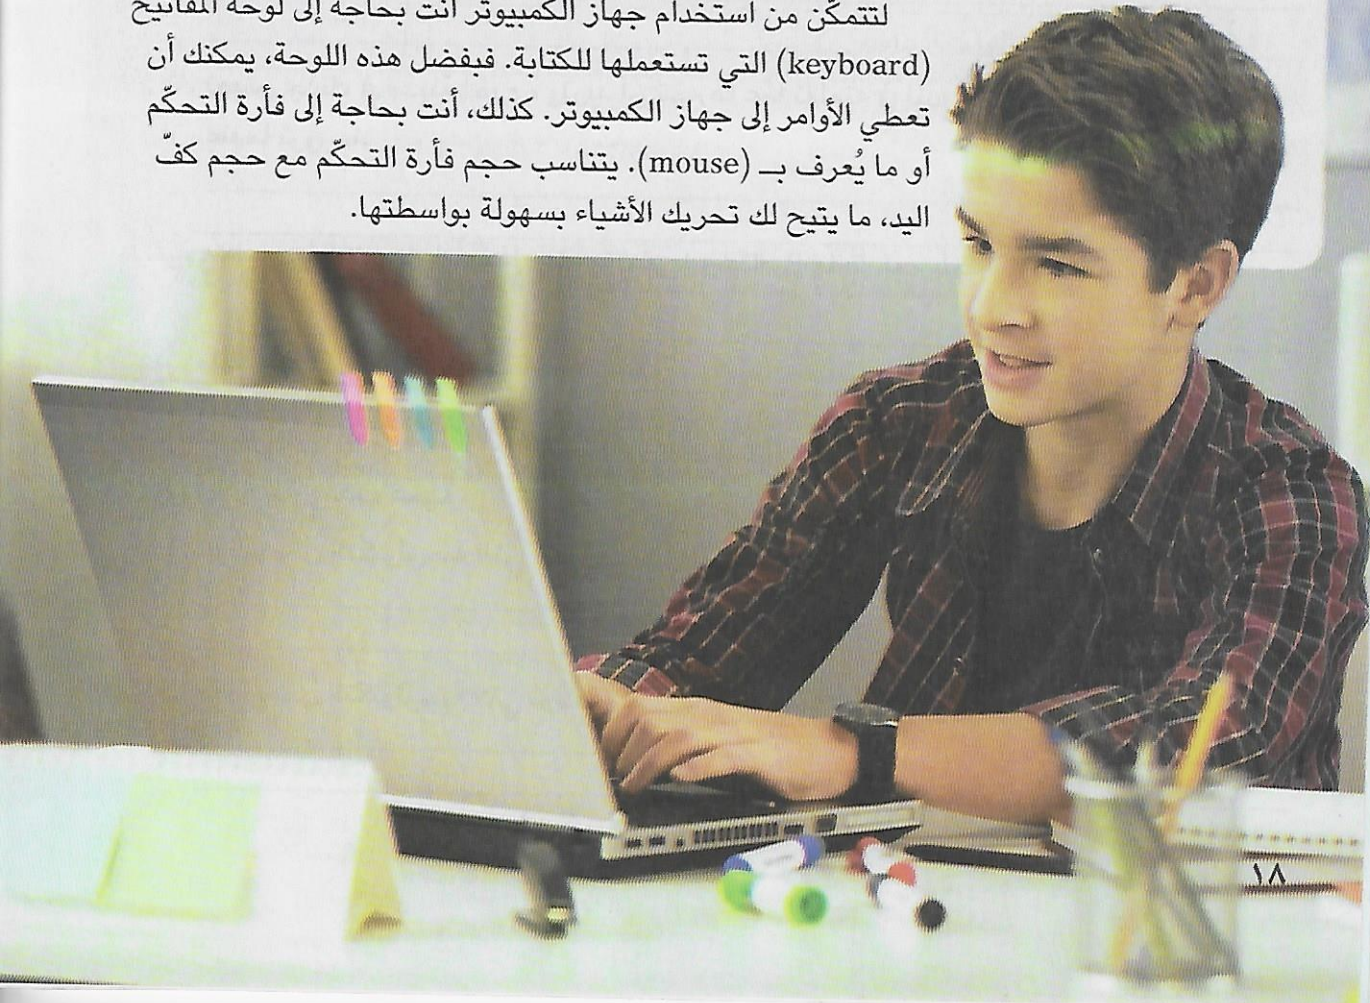 لتتمكّن من استخدام جهاز الكمبيوتر أنت بحاجة إلى لوحة المفاتيح
(keyboard) التي تستعملها للكتابة. فبفضل هذه اللوحة، يمكنك أن
تعطي الأوامر إلى جهاز الكمبيوتر. كذلك، أنت بحاجة إلى فأرة التحكّم
أو ما يُعرف بـ (mouse). يتناسب حجم فأرة التحكّم مع حجم كفّ
اليد، ما يتيح لك تحريك الأشياء بسهولة بواسطتها.
١٨